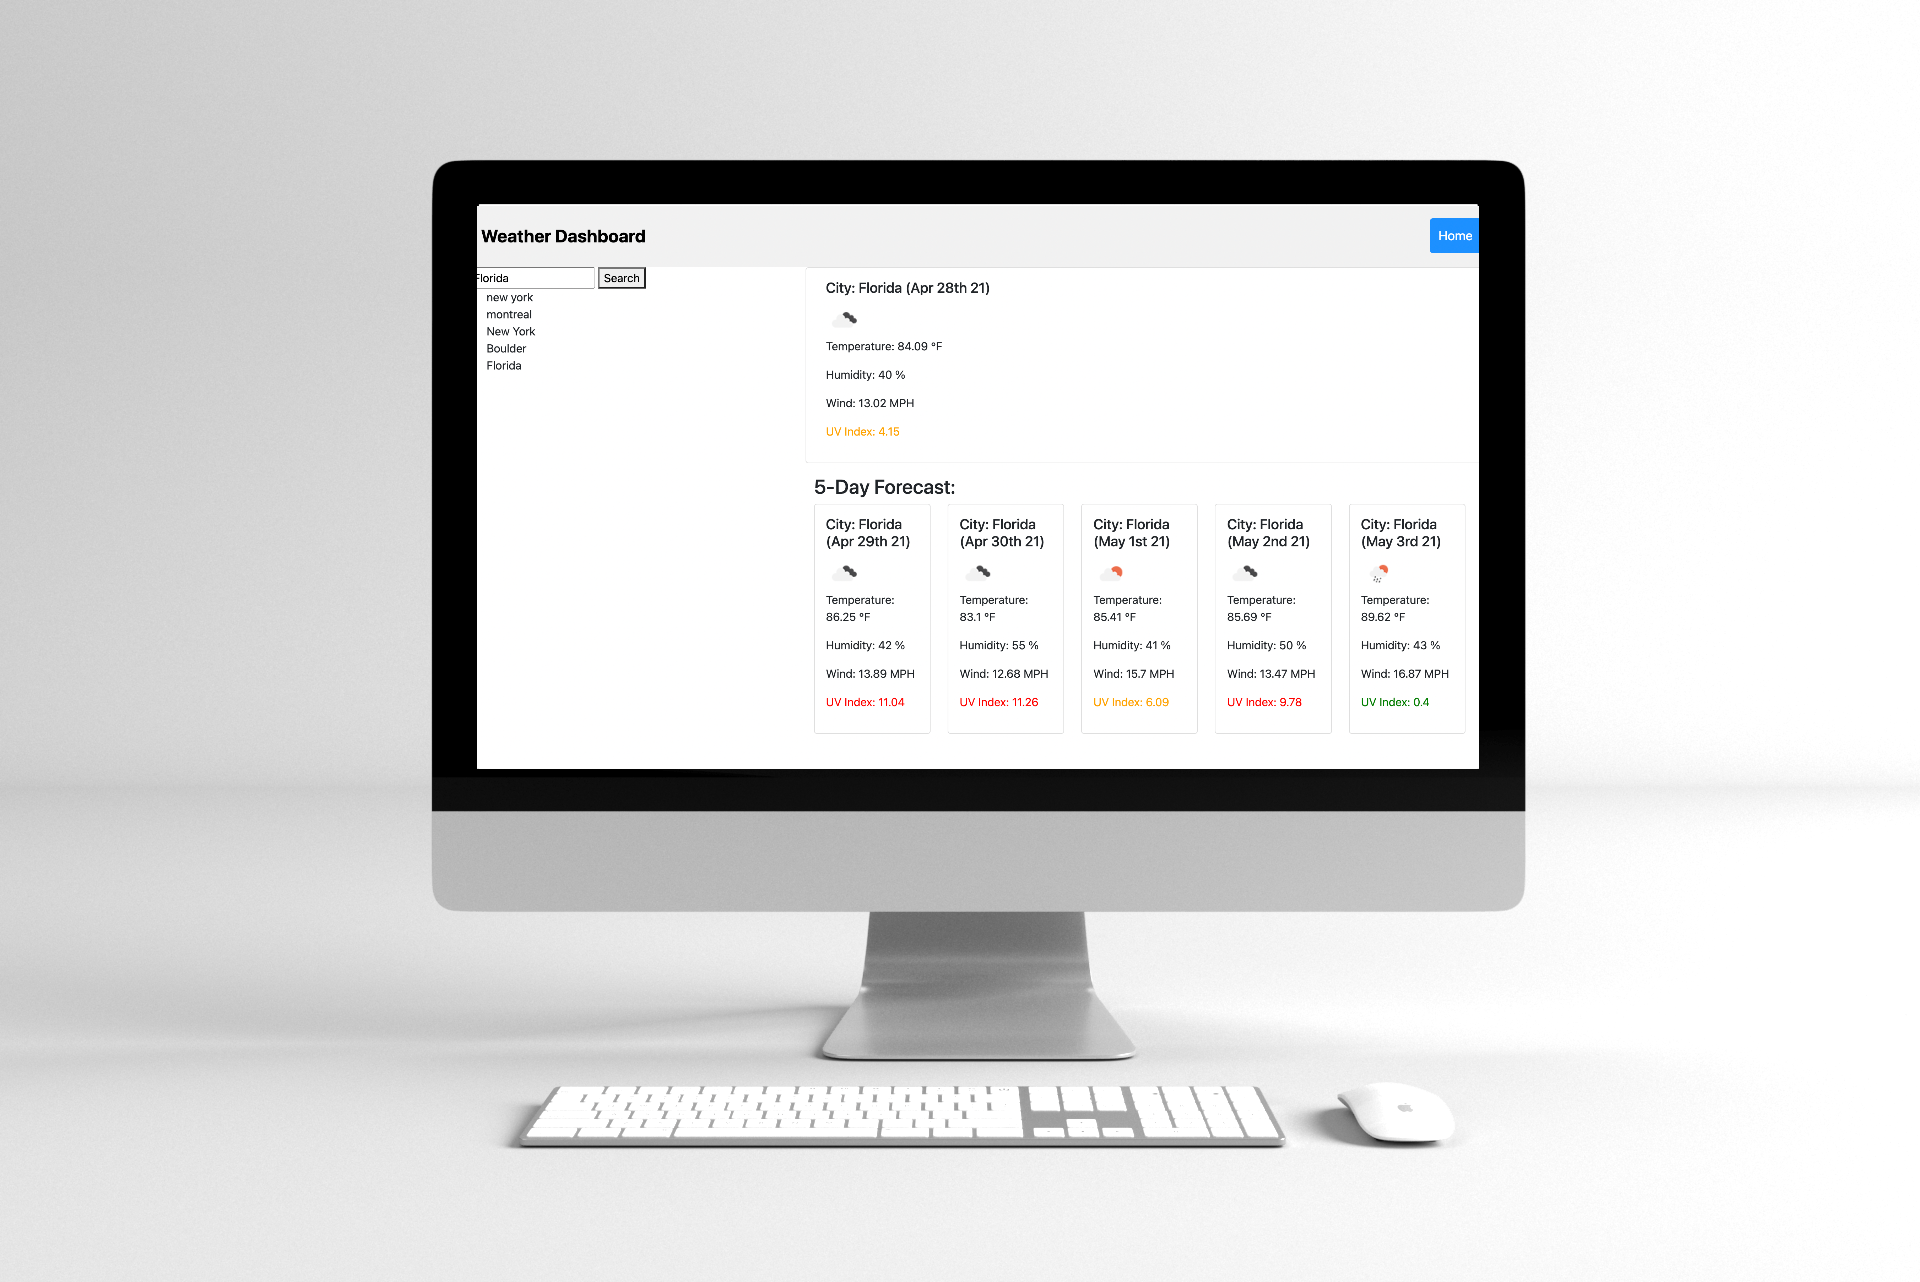 Weather Dashboard
Home
Florida
Search
new york
montreal
New York
Boulder
Florida
City: Florida (Apr 28th 21)
Temperature: 84.09 °F
Humidity: 40 %
Wind: 13.02 MPH
UV Index: 4.15
5-Day Forecast:
City: Florida
(Apr 29th 21)
Temperature:
86.25 °F
Humidity: 42 %
Wind: 13.89 MPH
UV Index: 11.04
City: Florida
(Apr 30th 21)
Temperature:
83.1 °F
Humidity: 55 %
Wind: 12.68 MPH
UV Index: 11.26
City: Florida
(May 1st 21)
Temperature:
85.41 °F
Humidity: 41 %
Wind: 15.7 MPH
UV Index: 6.09
City: Florida
(May 2nd 21)
Temperature:
85.69 °F
Humidity: 50 %
Wind: 13.47 MPH
UV Index: 9.78
City: Florida
(May 3rd 21)
Temperature:
89.62 °F
Humidity: 43 %
Wind: 16.87 MPH
UV Index: 0.4